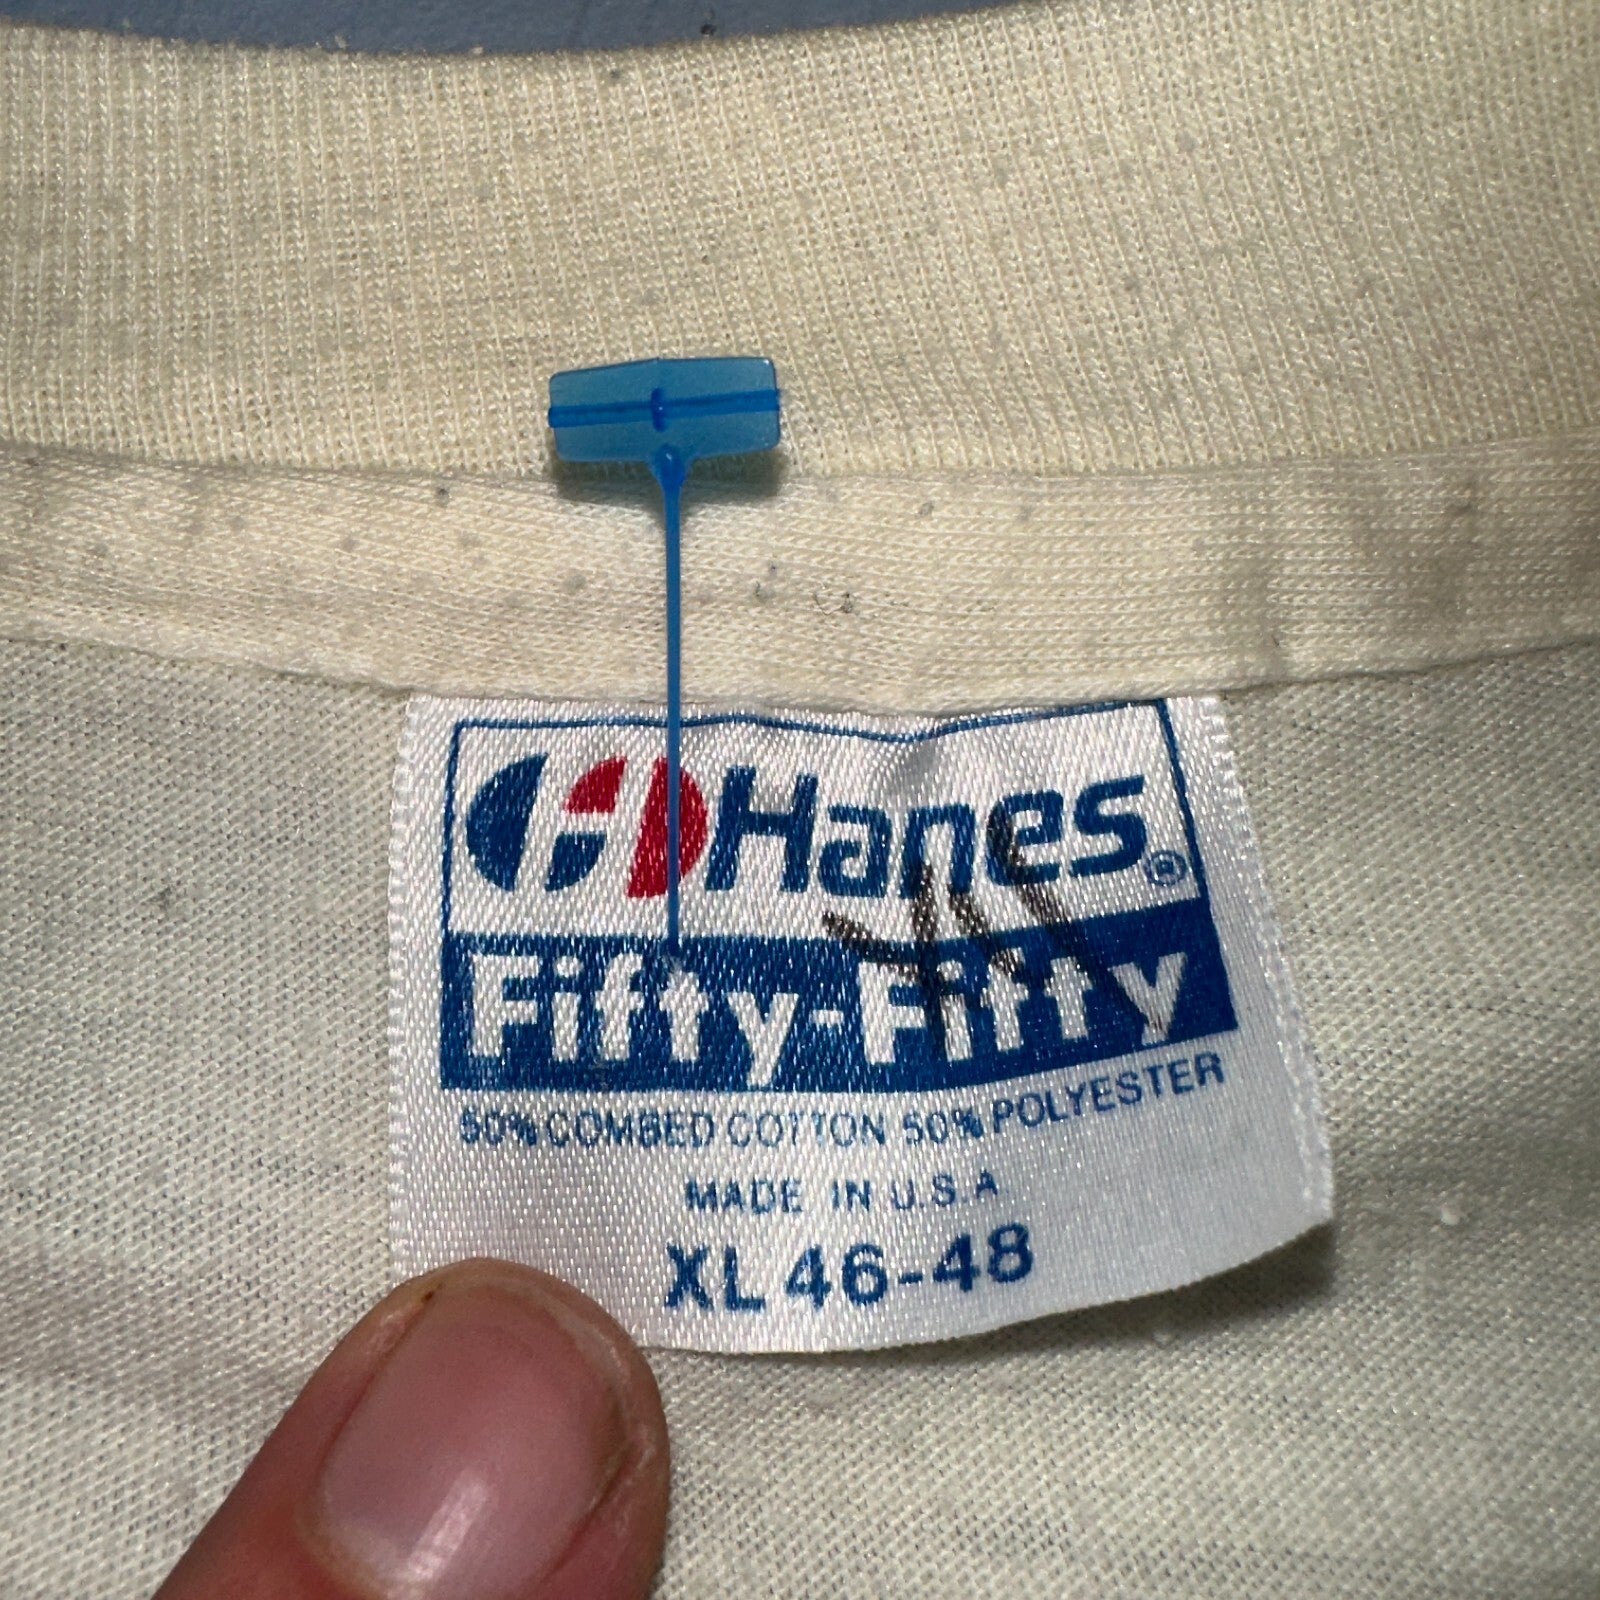 Hanes®
Fifty-Fifty
50% COMBED COTTON 50% POLYESTER
MADE IN U.S.A
XL 46-48